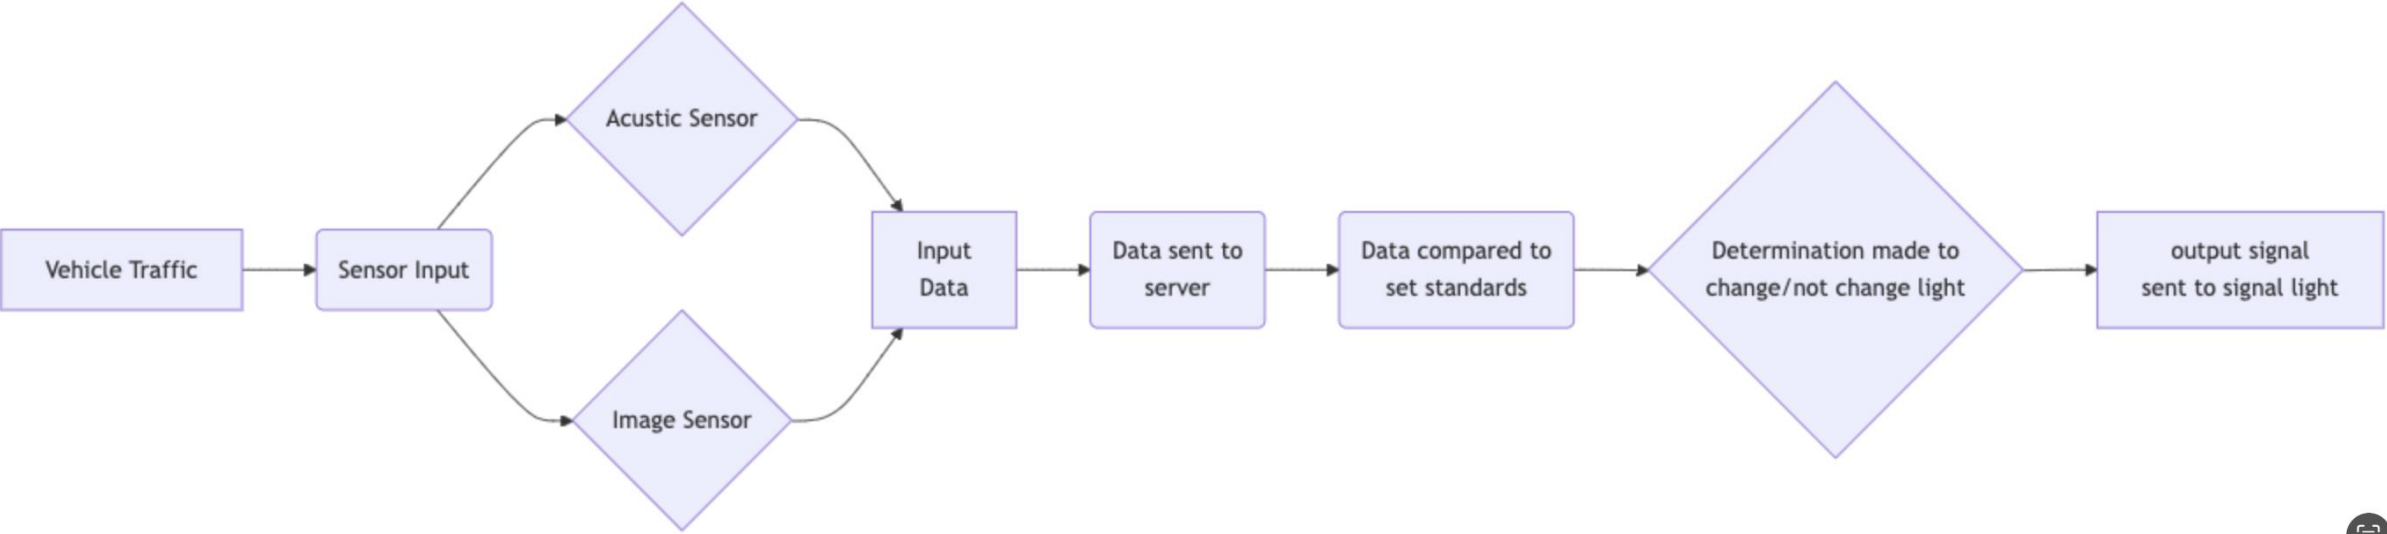 Vehicle Traffic
Sensor Input
Acustic Sensor
Image Sensor
Input
Data
Data sent to
server
Data compared to
set standards
Determination made to
change/not change light
output signal
sent to signal light